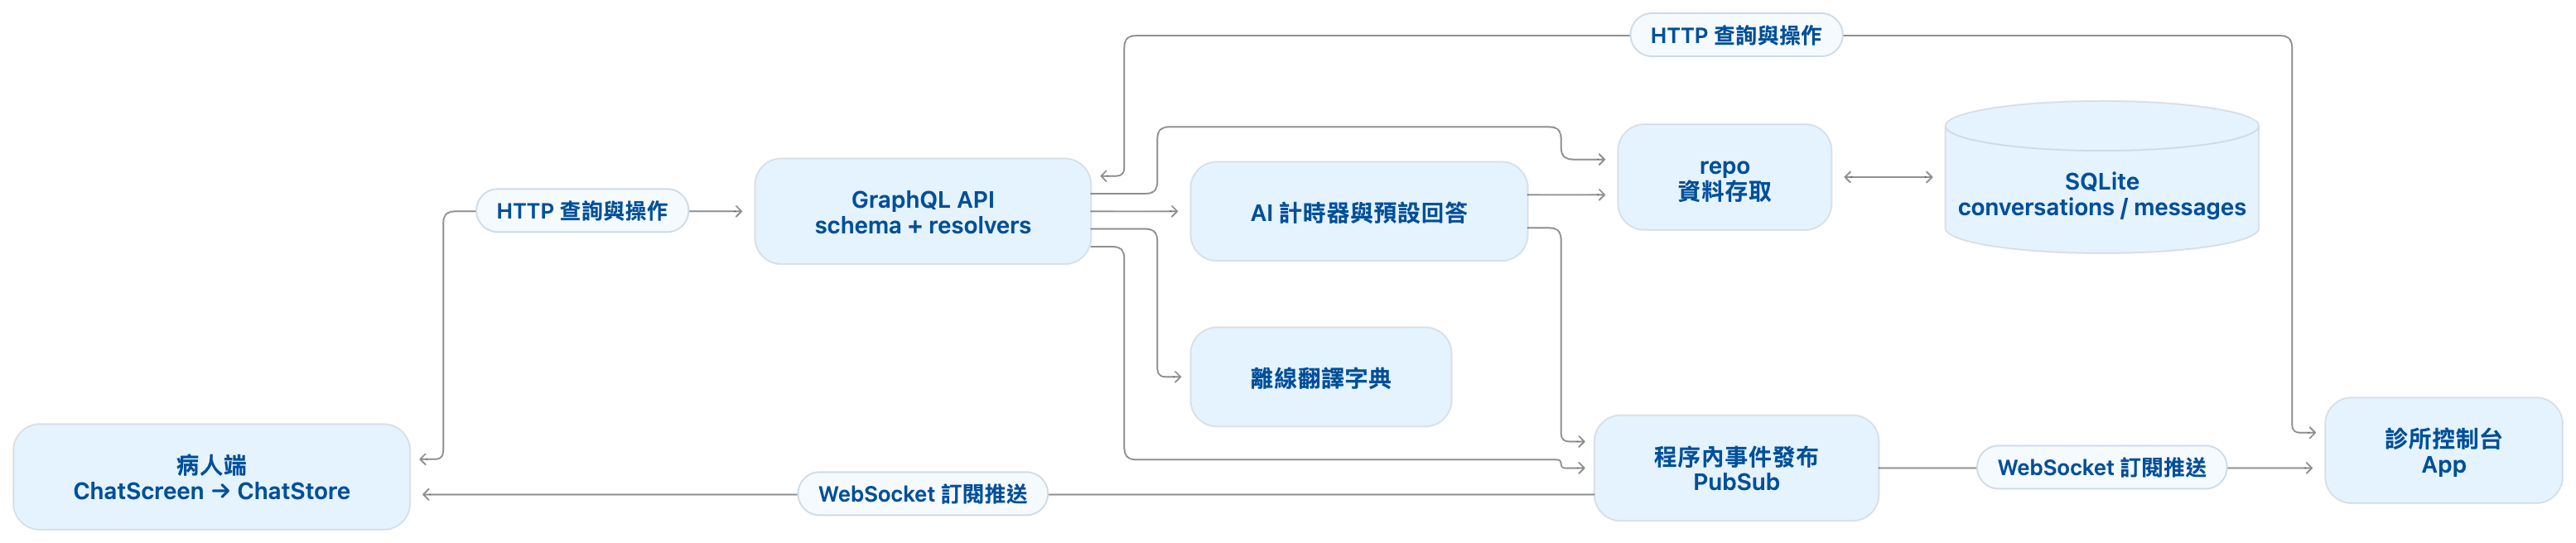 HTTP 查詢與操作
HTTP 查詢與操作
GraphQL API
schema + resolvers
AI 計時器與預設回答
repo
資料存取
SQLite
conversations / messages
離線翻譯字典
病人端
ChatScreen → ChatStore
WebSocket 訂閱推送
程序內事件發布
PubSub
WebSocket 訂閱推送
診所控制台
App